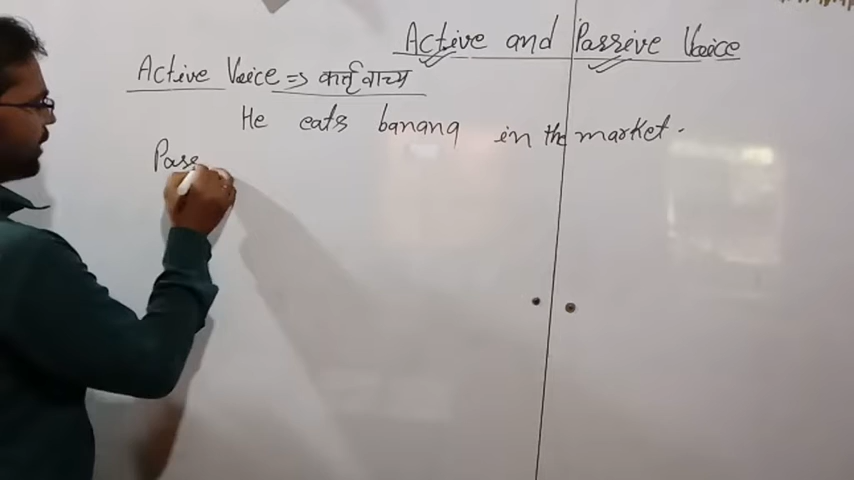 Active and Passive Voice
Active Voice => कर्तृवाच्य
He eats banana in the market.
Pass